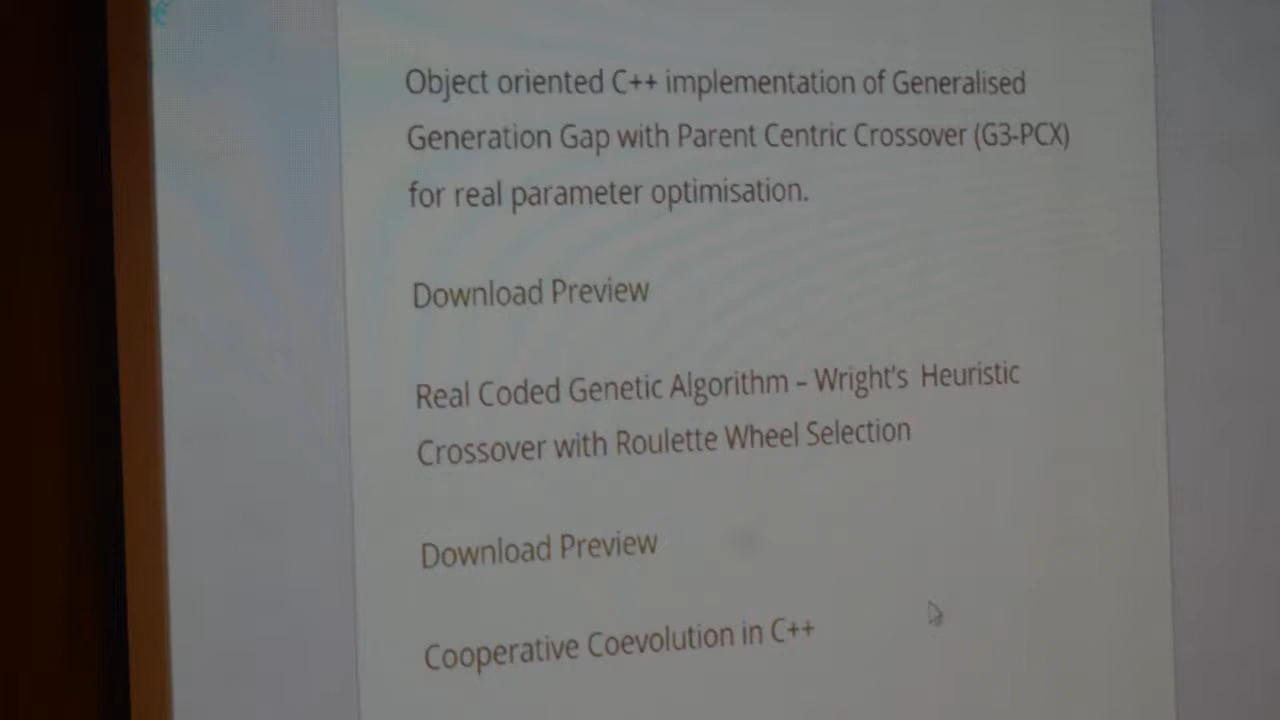 Object oriented C++ implementation of Generalised
Generation Gap with Parent Centric Crossover (G3-PCX)
for real parameter optimisation.
Download Preview
Real Coded Genetic Algorithm – Wright's Heuristic
Crossover with Roulette Wheel Selection
Download Preview
Cooperative Coevolution in C++